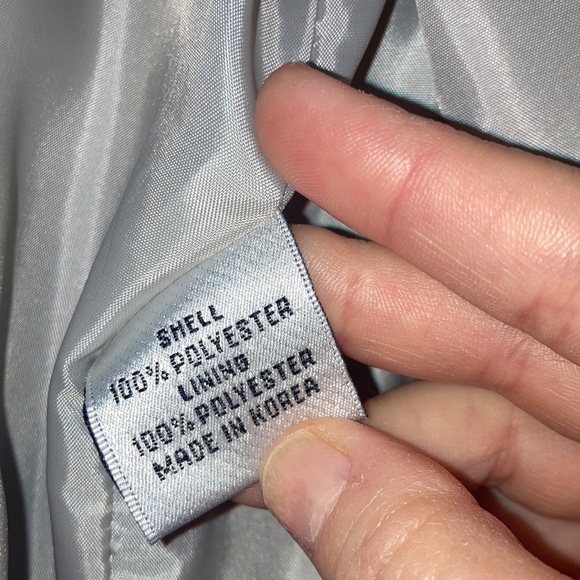 SHELL
100% POLYESTER
LINING
100% POLYESTER
MADE IN KOREA